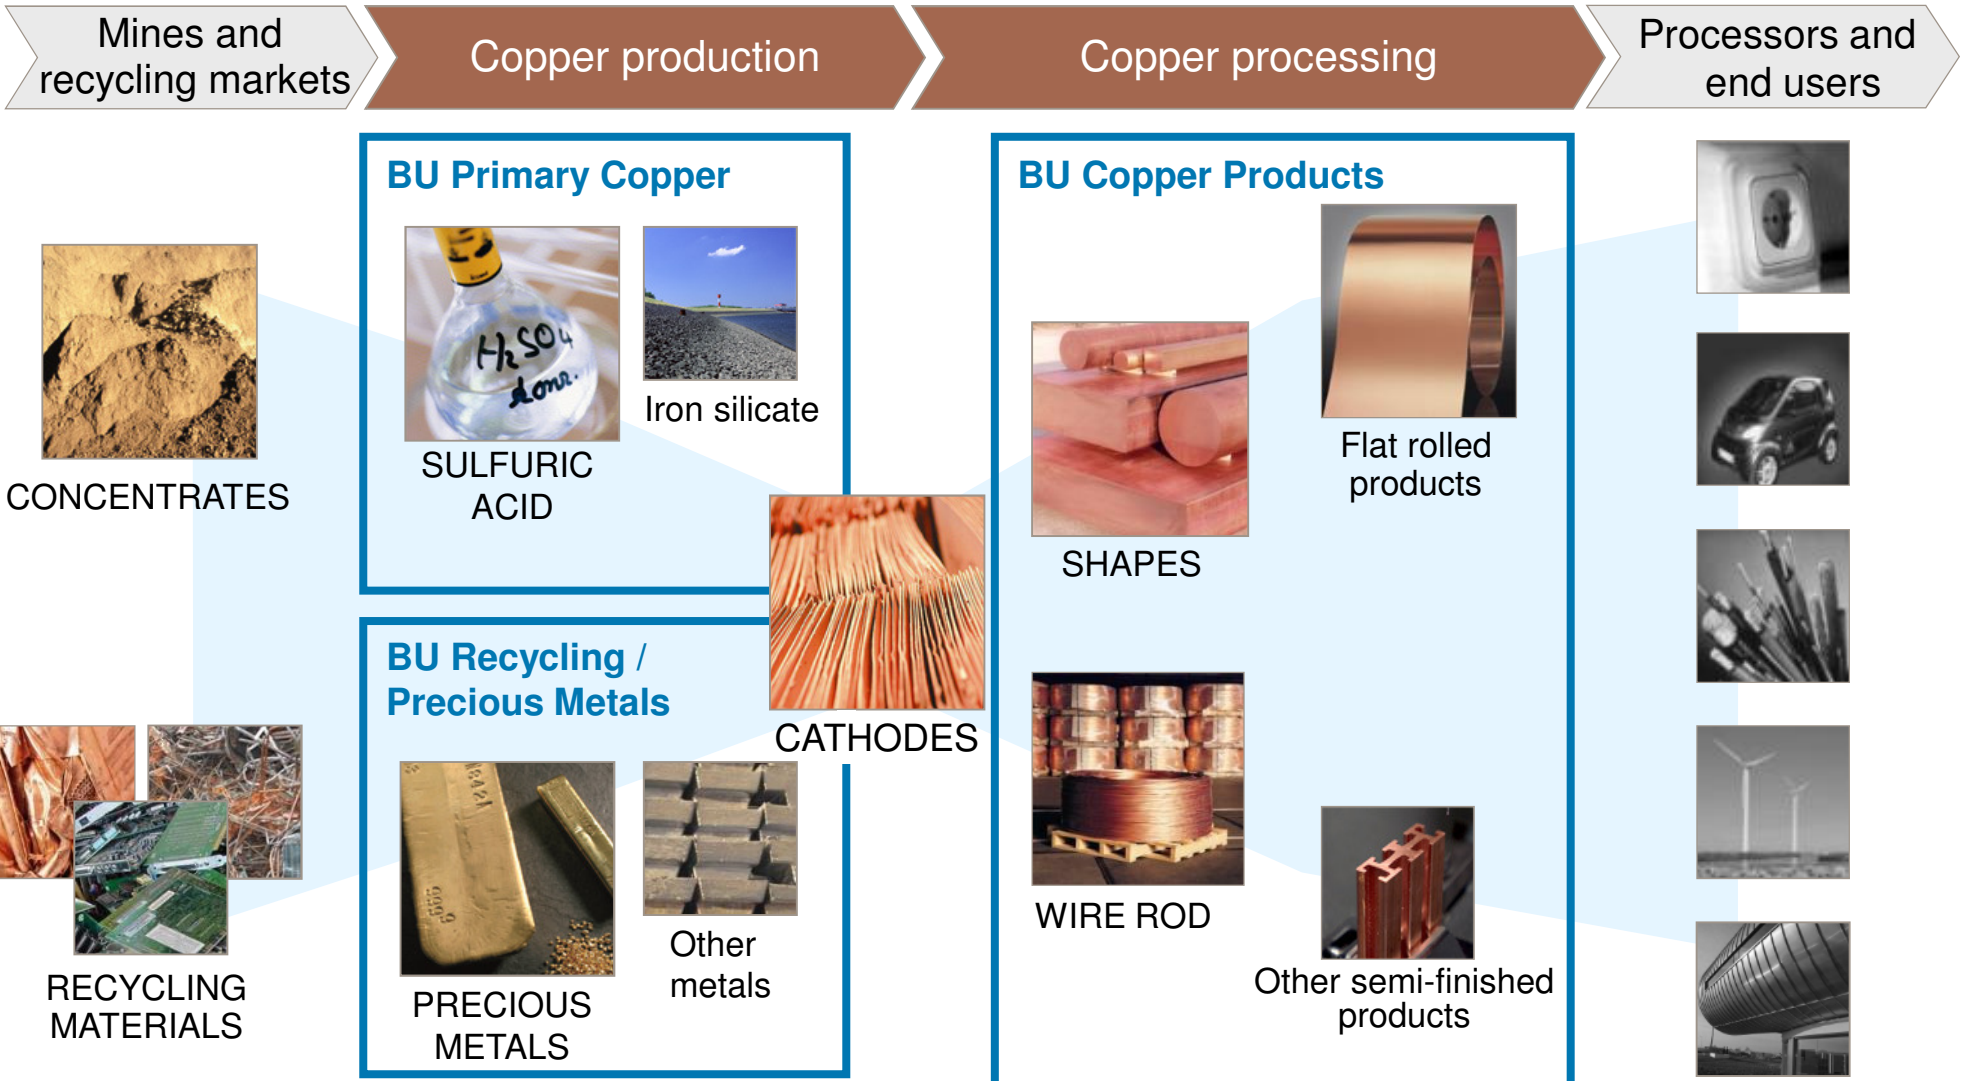 Mines and
recycling markets
Copper production
Copper processing
Processors and
end users
BU Primary Copper
H2SO4
konz.
SULFURIC
ACID
Iron silicate
CONCENTRATES
BU Recycling /
Precious Metals
CATHODES
PRECIOUS
METALS
Other
metals
RECYCLING
MATERIALS
BU Copper Products
SHAPES
Flat rolled
products
WIRE ROD
Other semi-finished
products